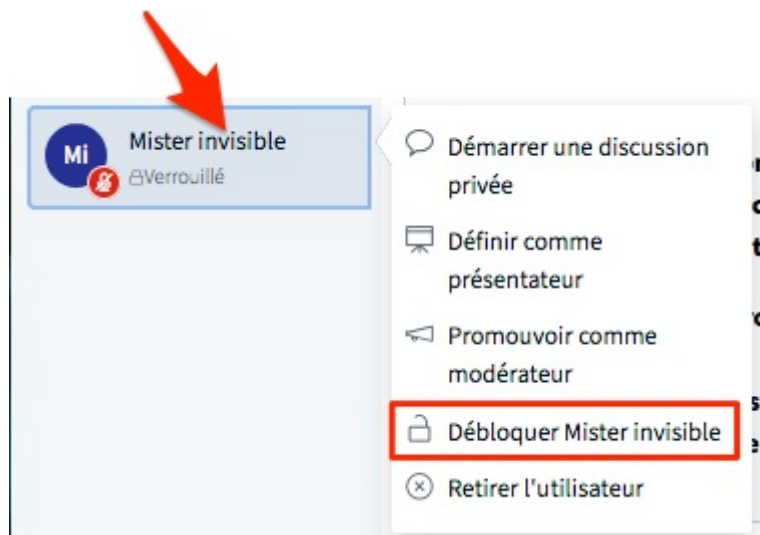 Mi
Mister invisible
Verrouillé
Démarrer une discussion
privée
Définir comme
présentateur
Promouvoir comme
modérateur
Débloquer Mister invisible
Retirer l'utilisateur